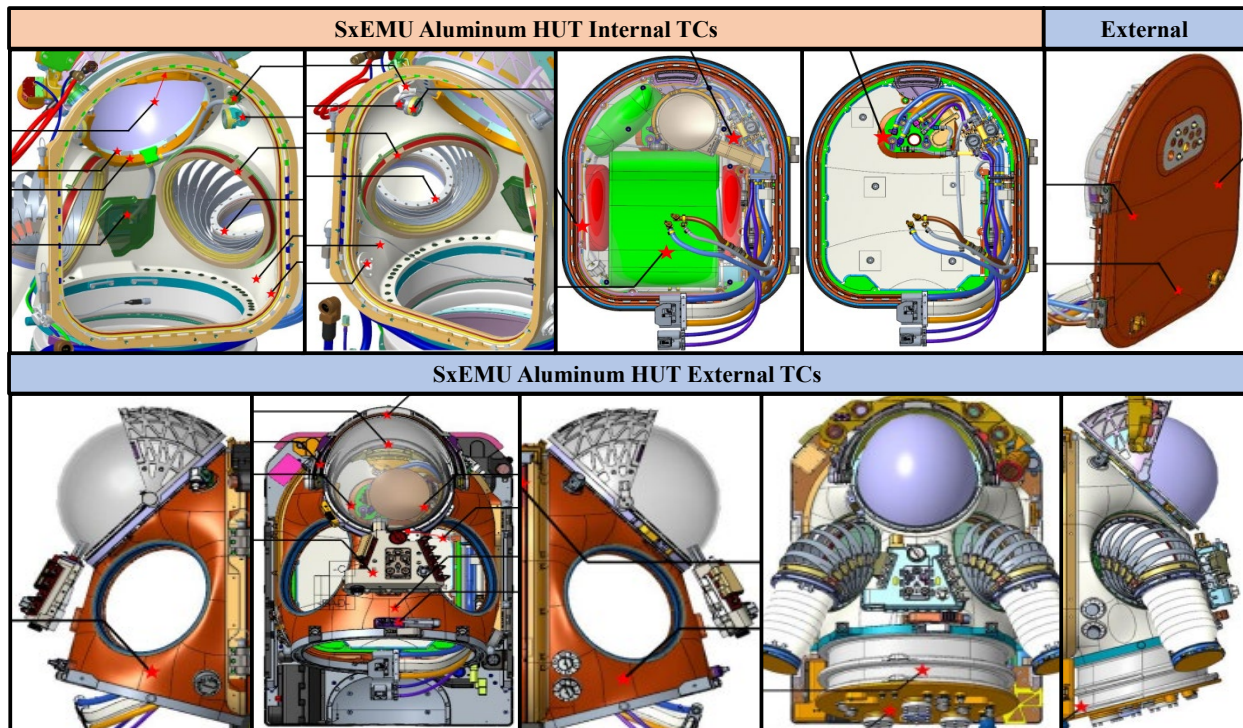 SxEMU Aluminum HUT Internal TCs
External
SxEMU Aluminum HUT External TCs